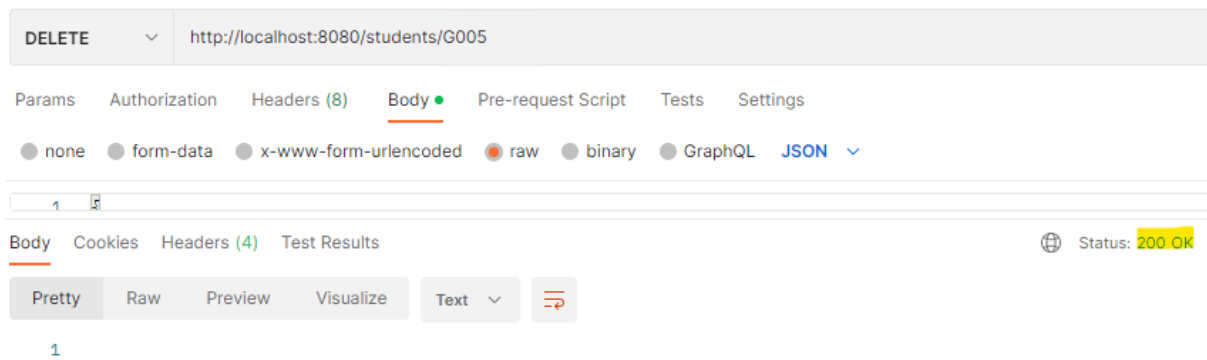 DELETE http://localhost:8080/students/G005
Params Authorization Headers (8) Body Pre-request Script Tests Settings
none form-data x-www-form-urlencoded raw binary GraphQL JSON
1 {
Body Cookies Headers (4) Test Results Status: 200 OK
Pretty Raw Preview Visualize Text
1